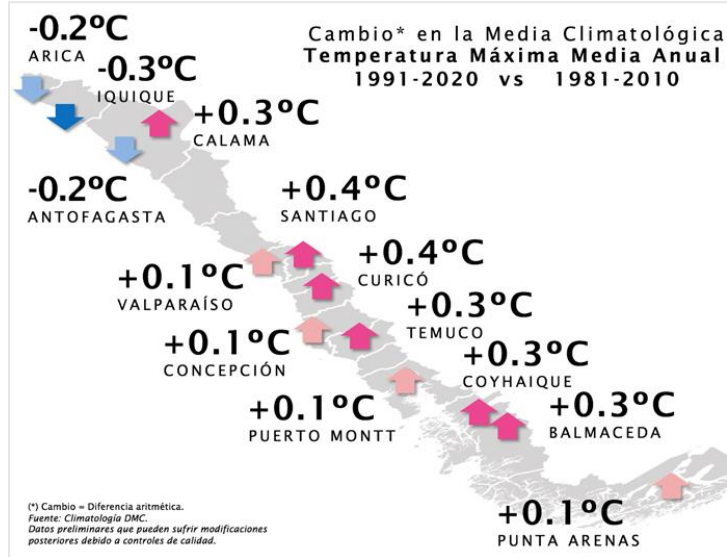 Cambio* en la Media Climatológica
Temperatura Máxima Media Anual
1991-2020 vs 1981-2010
-0.2ºC
ARICA
-0.3ºC
IQUIQUE
+0.3ºC
CALAMA
-0.2ºC
ANTOFAGASTA
+0.4ºC
SANTIAGO
+0.4ºC
CURICÓ
+0.1ºC
VALPARAÍSO
+0.3ºC
TEMUCO
+0.1ºC
CONCEPCIÓN
+0.3ºC
COYHAIQUE
+0.1ºC
PUERTO MONTT
+0.3ºC
BALMACEDA
+0.1ºC
PUNTA ARENAS
(*) Cambio = Diferencia aritmética.
Fuente: Climatología DMC.
Datos preliminares que pueden sufrir modificaciones
posteriores debido a controles de calidad.